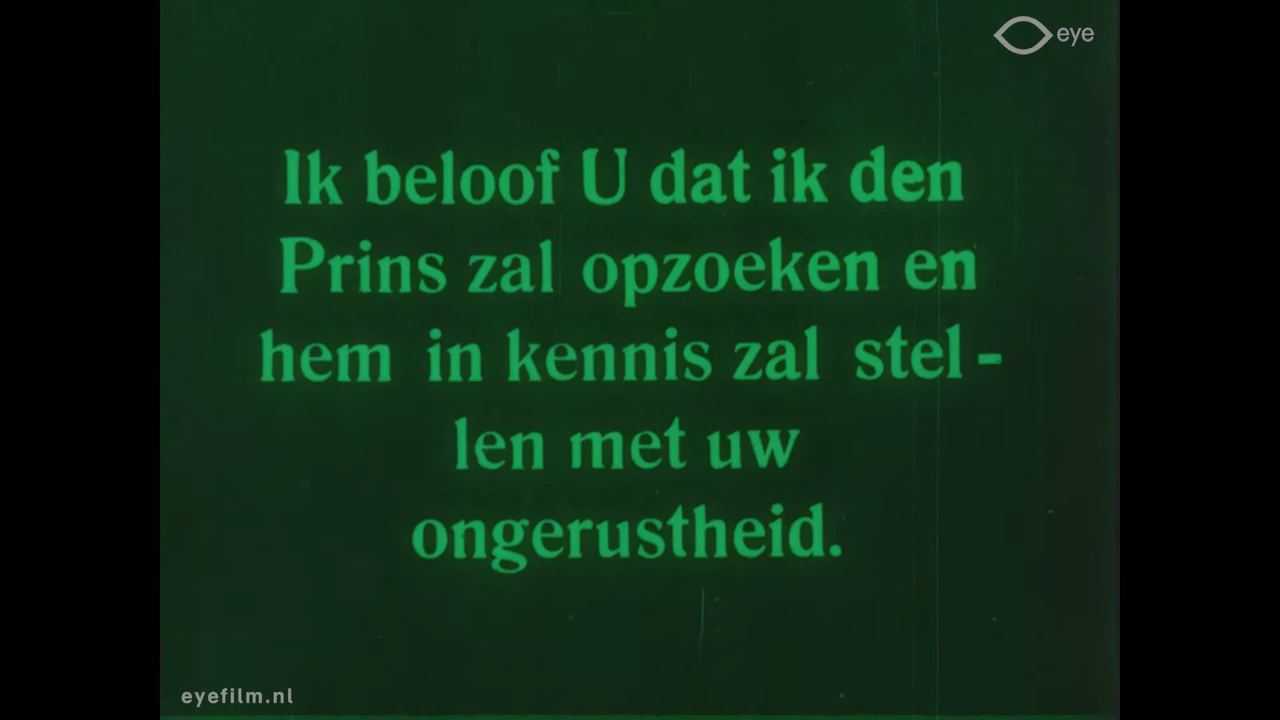 eye
Ik beloof U dat ik den
Prins zal opzoeken en
hem in kennis zal stel-
len met uw
ongerustheid.
eyefilm.nl